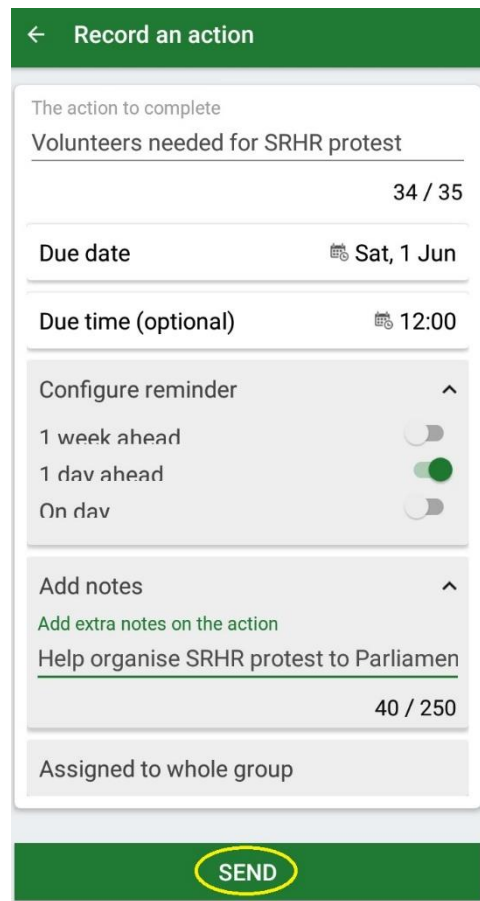 Record an action
The action to complete
Volunteers needed for SRHR protest
34 / 35
Due date Sat, 1 Jun
Due time (optional) 12:00
Configure reminder
1 week ahead
1 day ahead
On day
Add notes
Add extra notes on the action
Help organise SRHR protest to Parliamen
40 / 250
Assigned to whole group
SEND